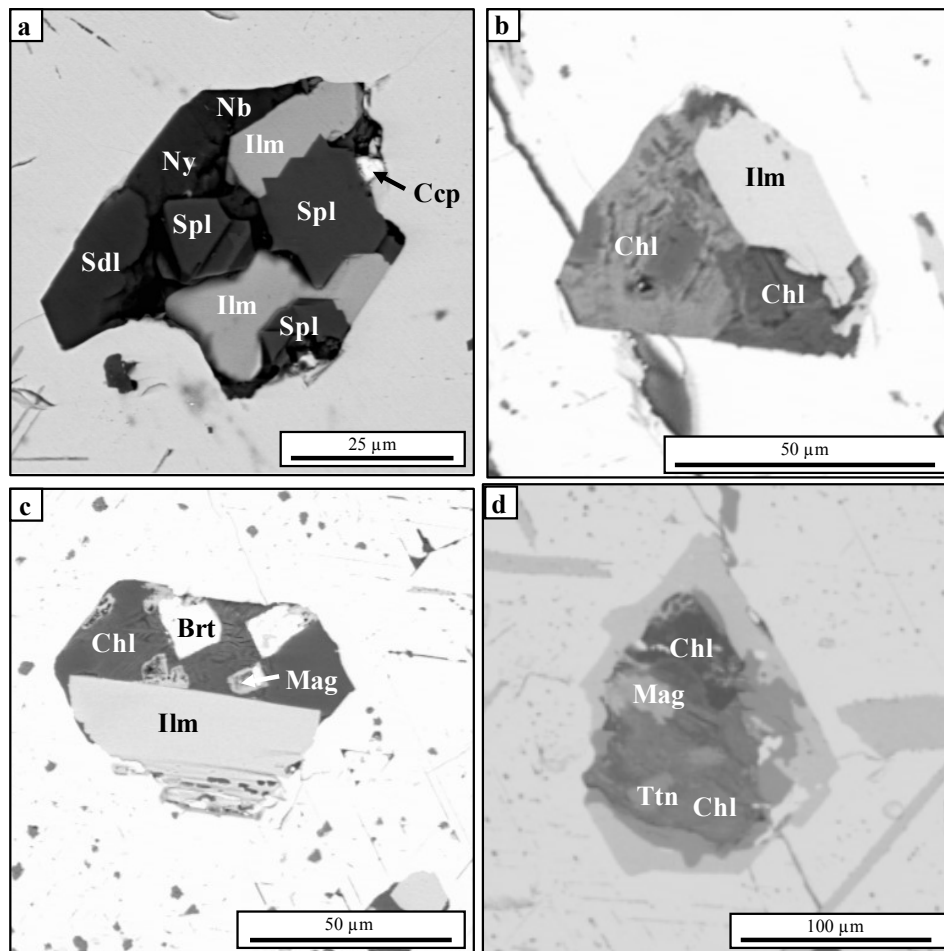 a
Nb
Ilm
Ny
Ccp
Spl
Spl
Sdl
Ilm
Spl
25 µm
b
Ilm
Chl
Chl
50 µm
c
Brt
Chl
Mag
Ilm
50 µm
d
Chl
Mag
Ttn
Chl
100 µm